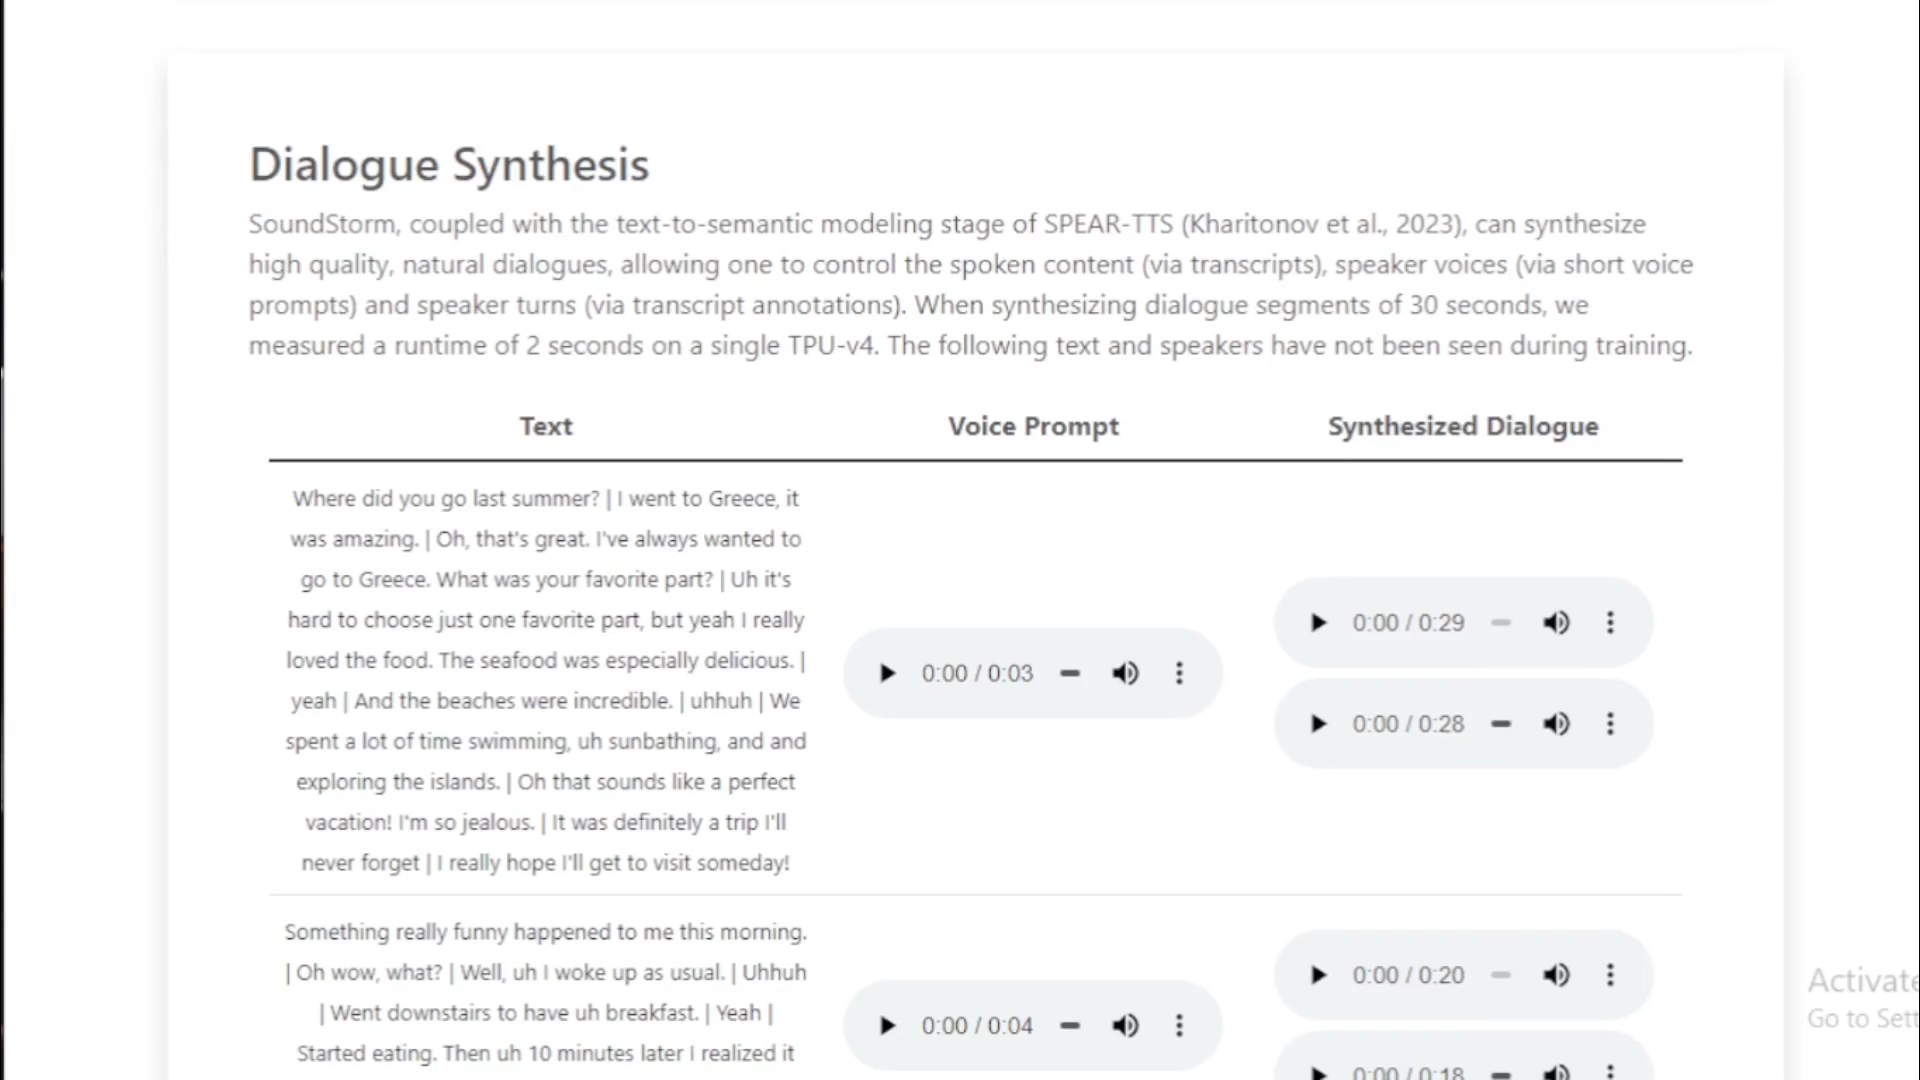 Dialogue Synthesis
SoundStorm, coupled with the text-to-semantic modeling stage of SPEAR-TTS (Kharitonov et al., 2023), can synthesize
high quality, natural dialogues, allowing one to control the spoken content (via transcripts), speaker voices (via short voice
prompts) and speaker turns (via transcript annotations). When synthesizing dialogue segments of 30 seconds, we
measured a runtime of 2 seconds on a single TPU-v4. The following text and speakers have not been seen during training.
Text Voice Prompt Synthesized Dialogue
Where did you go last summer? | I went to Greece, it
was amazing. | Oh, that's great. I've always wanted to
go to Greece. What was your favorite part? | Uh it's
hard to choose just one favorite part, but yeah I really
loved the food. The seafood was especially delicious. |
yeah | And the beaches were incredible. | uhhuh | We
spent a lot of time swimming, uh sunbathing, and and
exploring the islands. | Oh that sounds like a perfect
vacation! I'm so jealous. | It was definitely a trip I'll
never forget | I really hope I'll get to visit someday!
0:00 / 0:03
0:00 / 0:29
0:00 / 0:28
Something really funny happened to me this morning.
| Oh wow, what? | Well, uh I woke up as usual. | Uhhuh
| Went downstairs to have uh breakfast. | Yeah |
Started eating. Then uh 10 minutes later I realized it
0:00 / 0:04
0:00 / 0:20
0:00 / 0:18
Activate
Go to Sett